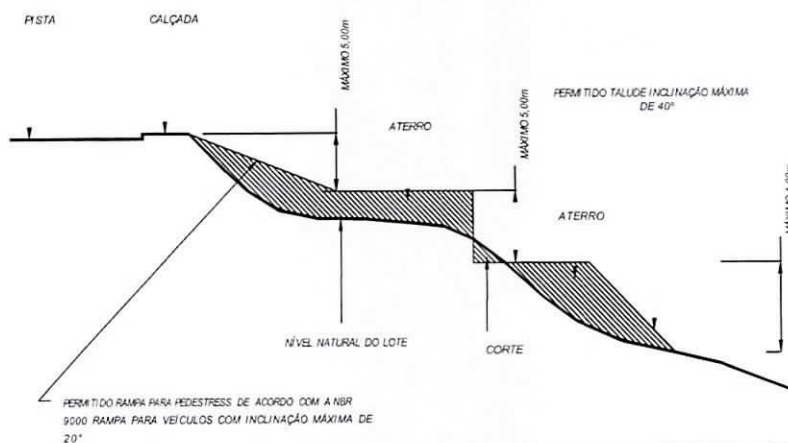 PISTA
CALÇADA
MÁXIMO 5,00m
ATERRO
MÁXIMO 5,00m
PERMITIDO TALUDE INCLINAÇÃO MÁXIMA
DE 40°
ATERRO
NÍVEL NATURAL DO LOTE
CORTE
PERMITIDO RAMPA PARA PEDESTRESS DE ACORDO COM A NBR
9000 RAMPA PARA VEÍCULOS COM INCLINAÇÃO MÁXIMA DE
20°